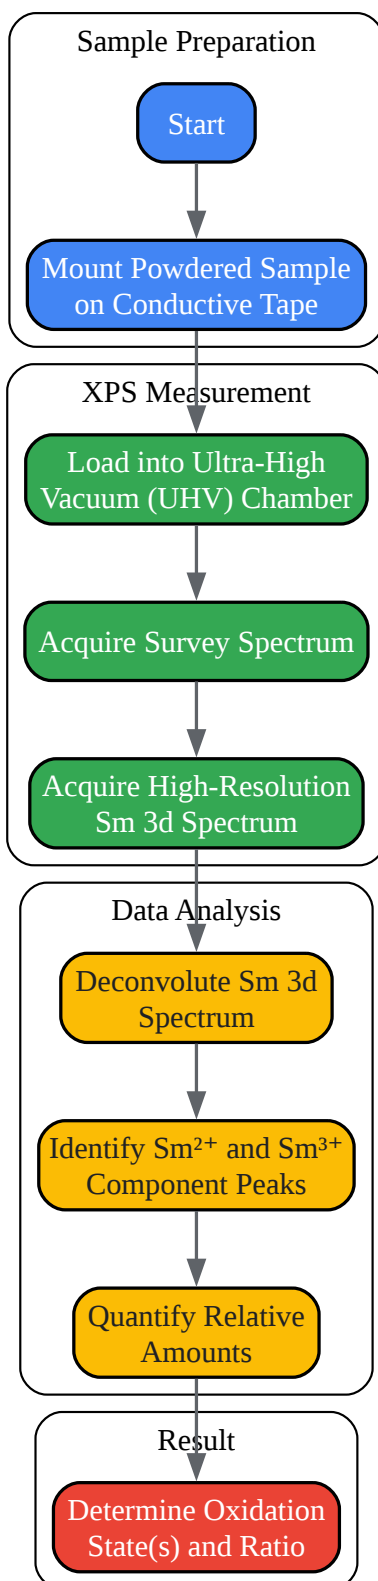 Sample Preparation
Start
Mount Powdered Sample
on Conductive Tape
XPS Measurement
Load into Ultra-High
Vacuum (UHV) Chamber
Acquire Survey Spectrum
Acquire High-Resolution
Sm 3d Spectrum
Data Analysis
Deconvolute Sm 3d
Spectrum
Identify Sm²⁺ and Sm³⁺
Component Peaks
Quantify Relative
Amounts
Result
Determine Oxidation
State(s) and Ratio